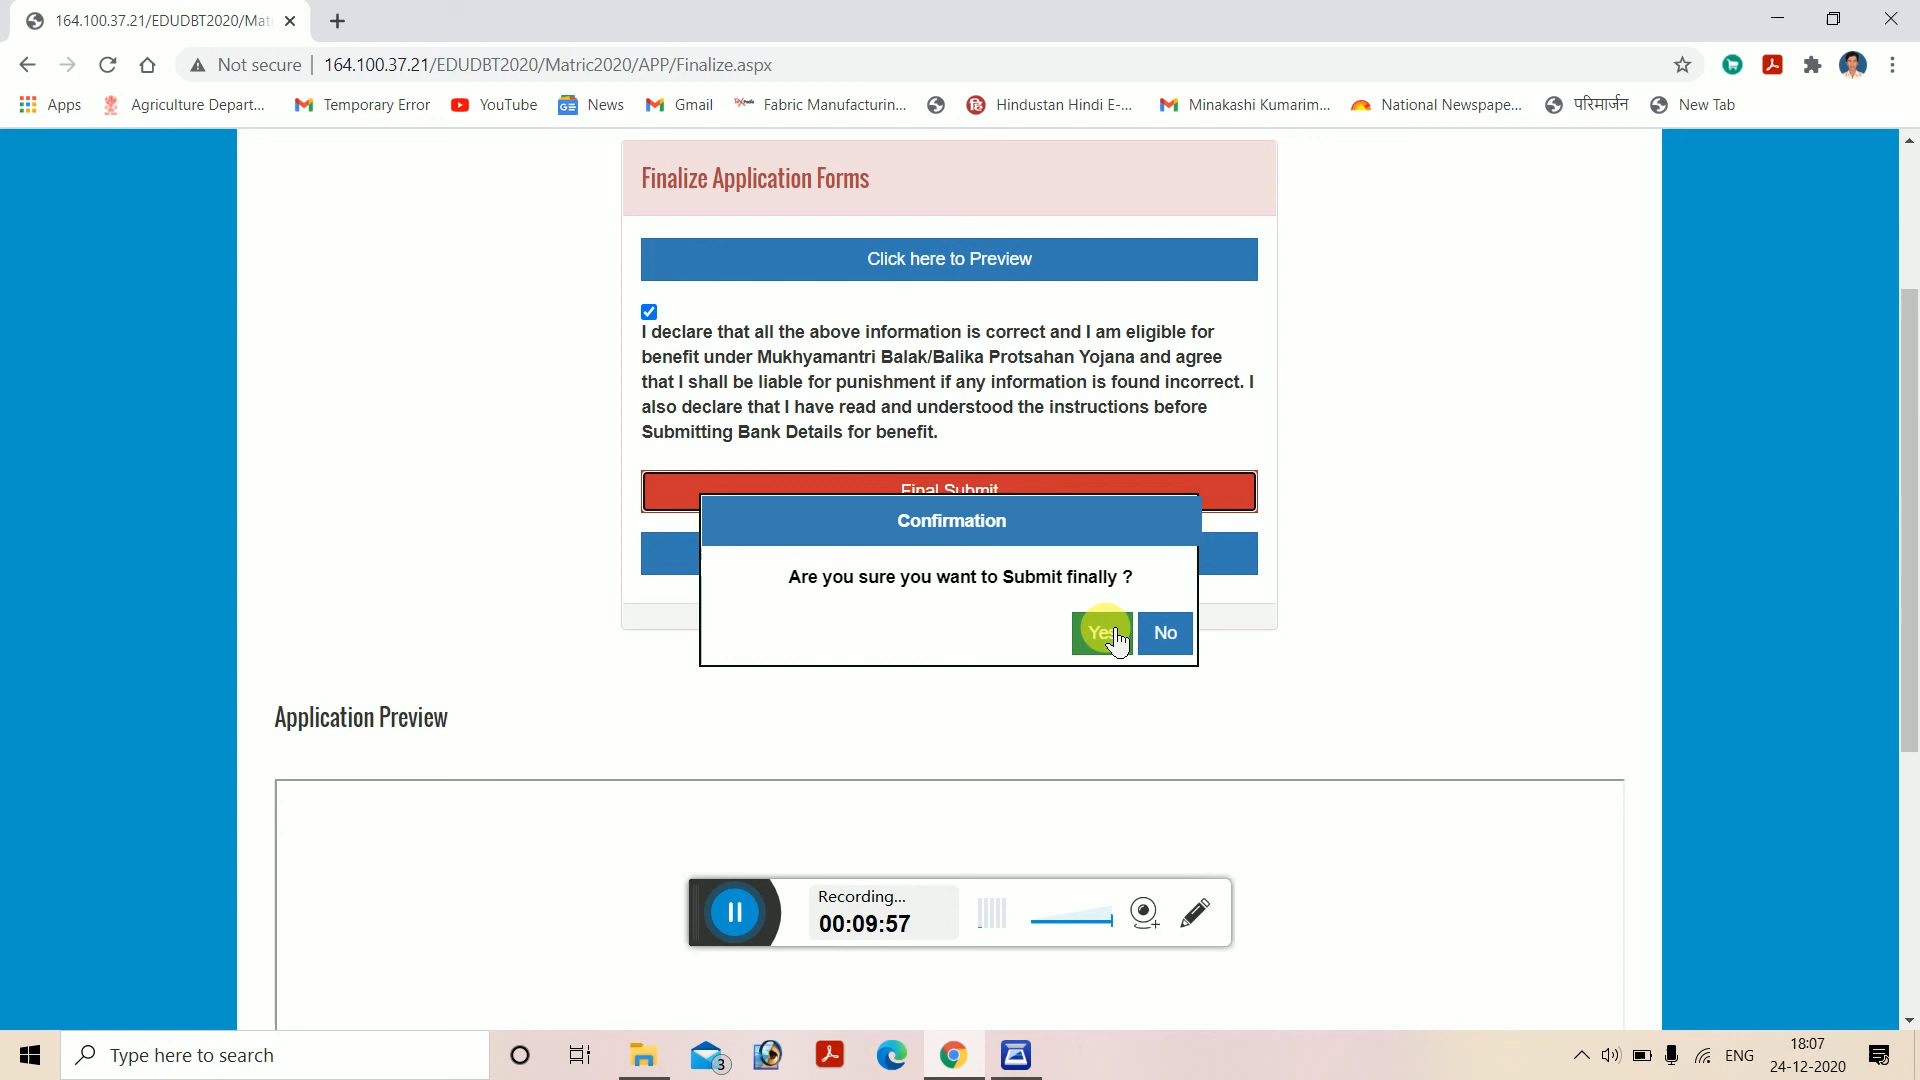 164.100.37.21/EDUDBT2020/Mat
Not secure
164.100.37.21/EDUDBT2020/Matric2020/APP/Finalize.aspx
Apps
Agriculture Depart...
Temporary Error
YouTube
News
Gmail
Fabric Manufacturin...
Hindustan Hindi E-...
Minakashi Kumarim...
National Newspape...
परिमार्जन
New Tab
Finalize Application Forms
Click here to Preview
I declare that all the above information is correct and I am eligible for
benefit under Mukhyamantri Balak/Balika Protsahan Yojana and agree
that I shall be liable for punishment if any information is found incorrect. I
also declare that I have read and understood the instructions before
Submitting Bank Details for benefit.
Final Submit
Confirmation
Are you sure you want to Submit finally ?
Yes
No
Application Preview
Recording...
00:09:57
Type here to search
3
ENG
18:07
24-12-2020